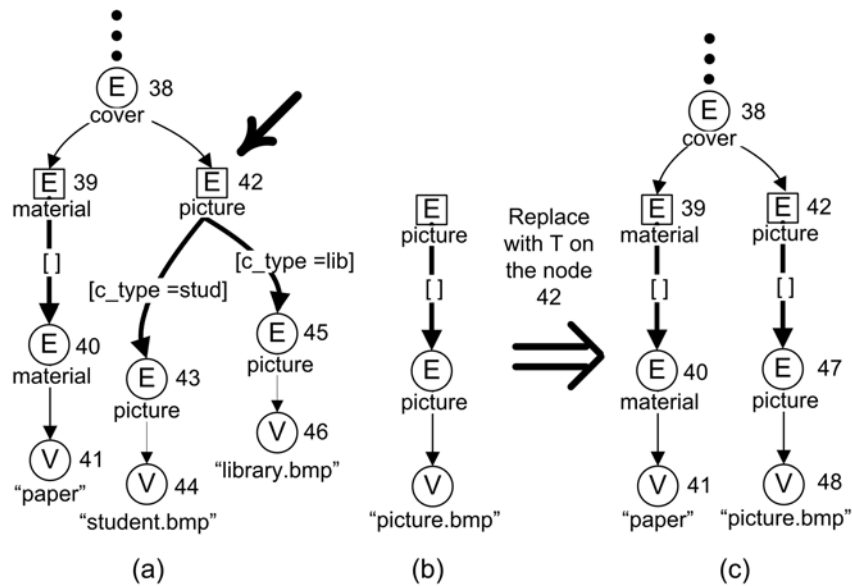 E 38
cover
E 39
material
E 42
picture
[ ]
[c_type =stud]
[c_type =lib]
E 40
material
E 43
picture
E 45
picture
V 41
"paper"
V 44
"student.bmp"
V 46
"library.bmp"
(a)
E
picture
[ ]
E
picture
V
"picture.bmp"
(b)
Replace
with T on
the node
42
E 38
cover
E 39
material
E 42
picture
[ ]
[ ]
E 40
material
E 47
picture
V 41
"paper"
V 48
"picture.bmp"
(c)